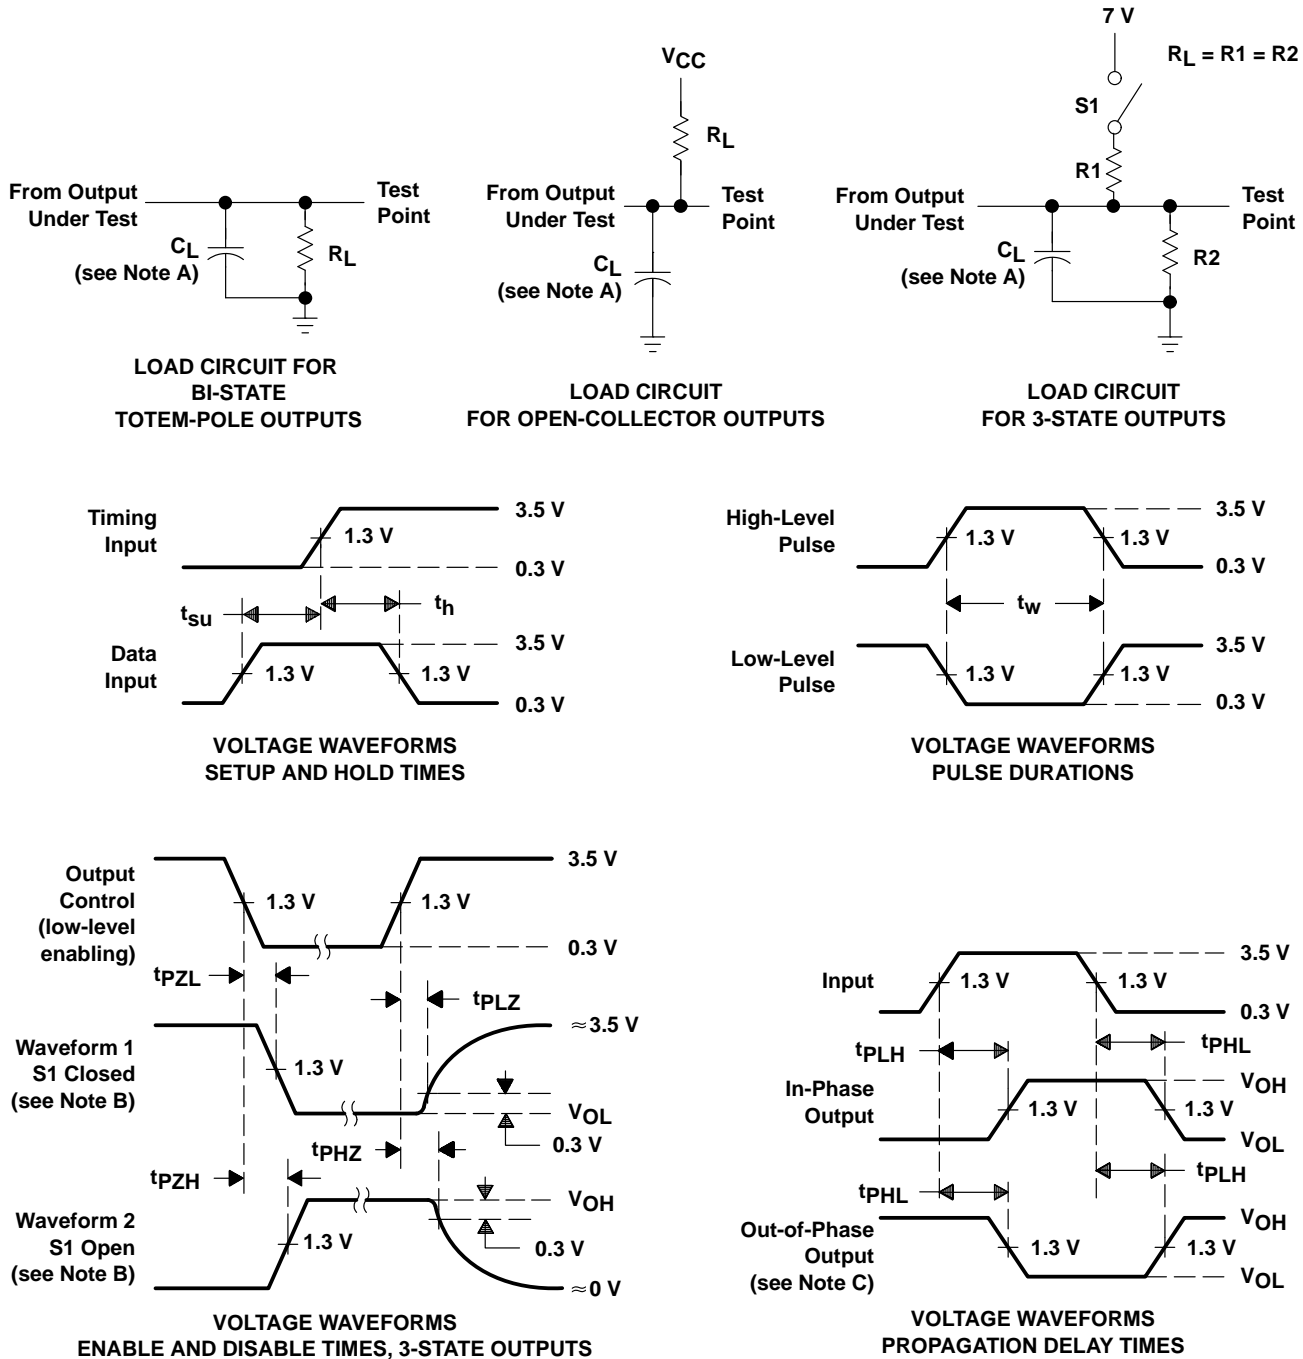 From Output
Under Test
Test
Point
CL
(see Note A)
RL
LOAD CIRCUIT FOR
BI-STATE
TOTEM-POLE OUTPUTS
VCC
RL
From Output
Under Test
Test
Point
CL
(see Note A)
LOAD CIRCUIT
FOR OPEN-COLLECTOR OUTPUTS
7 V
RL = R1 = R2
S1
R1
From Output
Under Test
Test
Point
CL
(see Note A)
R2
LOAD CIRCUIT
FOR 3-STATE OUTPUTS
Timing
Input
3.5 V
1.3 V
0.3 V
tsu
th
Data
Input
3.5 V
1.3 V
1.3 V
0.3 V
VOLTAGE WAVEFORMS
SETUP AND HOLD TIMES
High-Level
Pulse
3.5 V
1.3 V
1.3 V
0.3 V
tw
Low-Level
Pulse
3.5 V
1.3 V
1.3 V
0.3 V
VOLTAGE WAVEFORMS
PULSE DURATIONS
Output
Control
(low-level
enabling)
3.5 V
1.3 V
1.3 V
0.3 V
tPZL
tPLZ
Waveform 1
S1 Closed
(see Note B)
≈3.5 V
1.3 V
VOL
0.3 V
tPHZ
tPZH
Waveform 2
S1 Open
(see Note B)
VOH
1.3 V
0.3 V
≈0 V
VOLTAGE WAVEFORMS
ENABLE AND DISABLE TIMES, 3-STATE OUTPUTS
Input
3.5 V
1.3 V
1.3 V
0.3 V
tPLH
tPHL
In-Phase
Output
VOH
1.3 V
1.3 V
VOL
tPHL
tPLH
Out-of-Phase
Output
(see Note C)
VOH
1.3 V
1.3 V
VOL
VOLTAGE WAVEFORMS
PROPAGATION DELAY TIMES